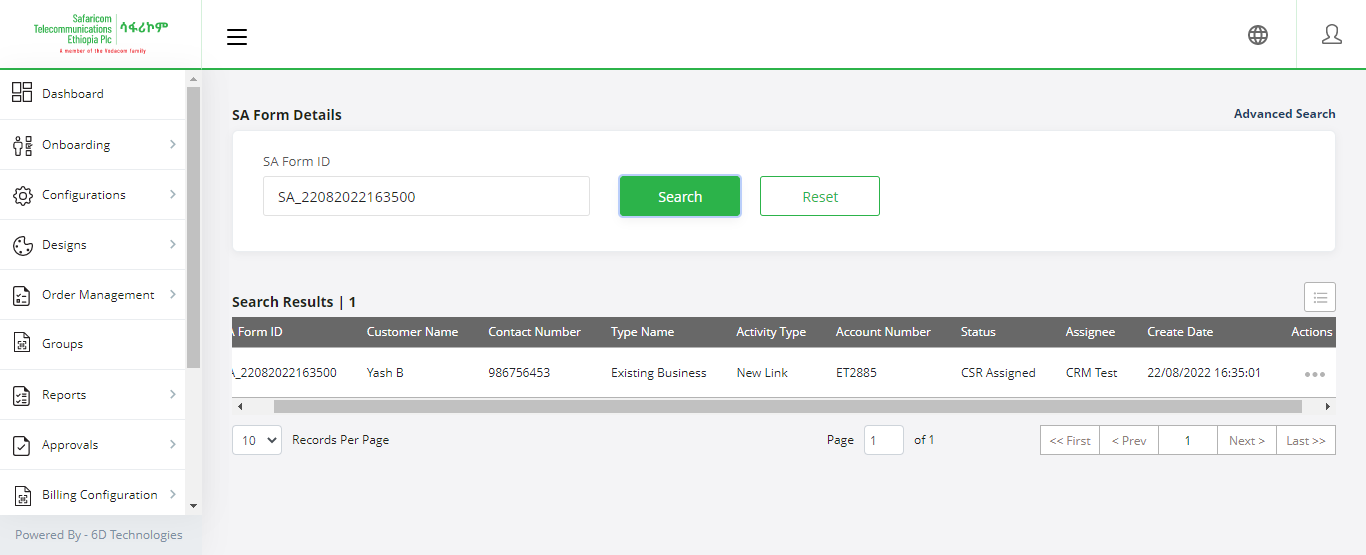 Safaricom
Telecommunications
Ethiopia Plc
ሳፋሪኮም
A member of the Vodacom family
Dashboard
Onboarding
Configurations
Designs
Order Management
Groups
Reports
Approvals
Billing Configuration
Powered By - 6D Technologies
SA Form Details
Advanced Search
SA Form ID
SA_22082022163500
Search
Reset
Search Results | 1
A Form ID Customer Name Contact Number Type Name Activity Type Account Number Status Assignee Create Date Actions
A_22082022163500 Yash B 986756453 Existing Business New Link ET2885 CSR Assigned CRM Test 22/08/2022 16:35:01
10 Records Per Page Page 1 of 1 << First < Prev 1 Next > Last >>